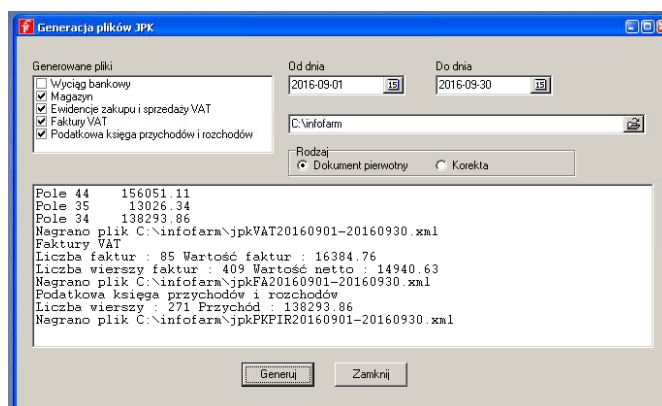 Generacja plików JPK
Generowane pliki
Wyciąg bankowy
Magazyn
Ewidencje zakupu i sprzedaży VAT
Faktury VAT
Podatkowa księga przychodów i rozchodów
Od dnia
2016-09-01
15
Do dnia
2016-09-30
15
C:\infofarm
Rodzaj
Dokument pierwotny
Korekta
Pole 44 156051.11
Pole 35 13026.34
Pole 34 138293.86
Nagrano plik C:\infofarm\jpkVAT20160901-20160930.xml
Faktury VAT
Liczba faktur : 85 Wartość faktur : 16384.76
Liczba wierszy faktur : 409 Wartość netto : 14940.63
Nagrano plik C:\infofarm\jpkFA20160901-20160930.xml
Podatkowa księga przychodów i rozchodów
Liczba wierszy : 271 Przychód : 138293.86
Nagrano plik C:\infofarm\jpkPKPIR20160901-20160930.xml
Generuj
Zamknij